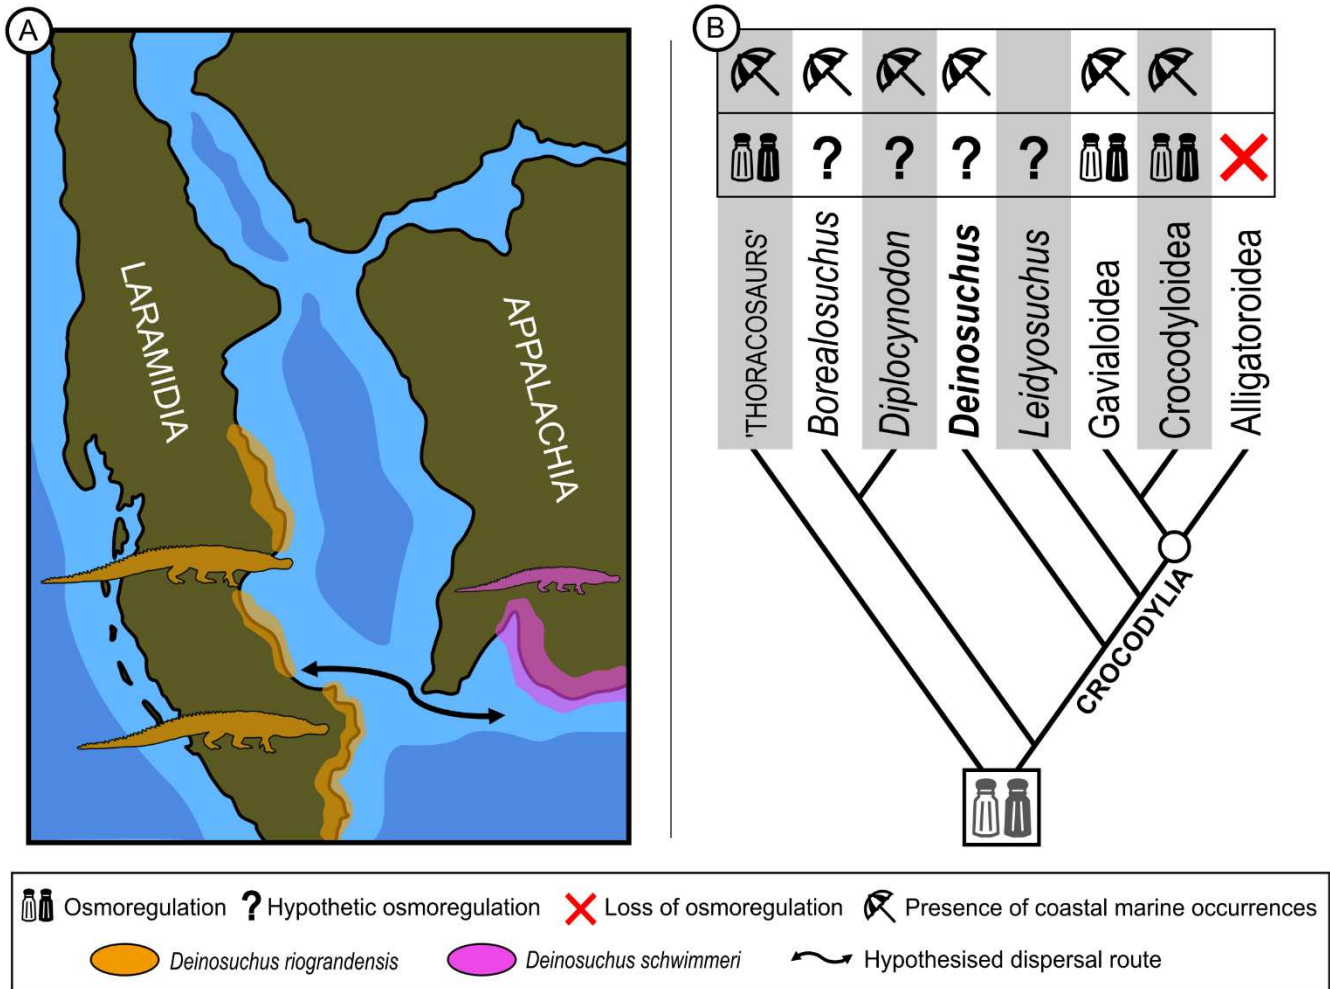 A
LARAMIDIA
APPALACHIA
B
? ? ? ?
'THORACOSAURS'
Borealosuchus
Diplocynodon
Deinosuchus
Leidyosuchus
Gavialoidea
Crocodyloidea
Alligatoroidea
CROCODYLIA
Osmoregulation ? Hypothetic osmoregulation Loss of osmoregulation Presence of coastal marine occurrences
Deinosuchus riograndensis Deinosuchus schwimmeri Hypothesised dispersal route